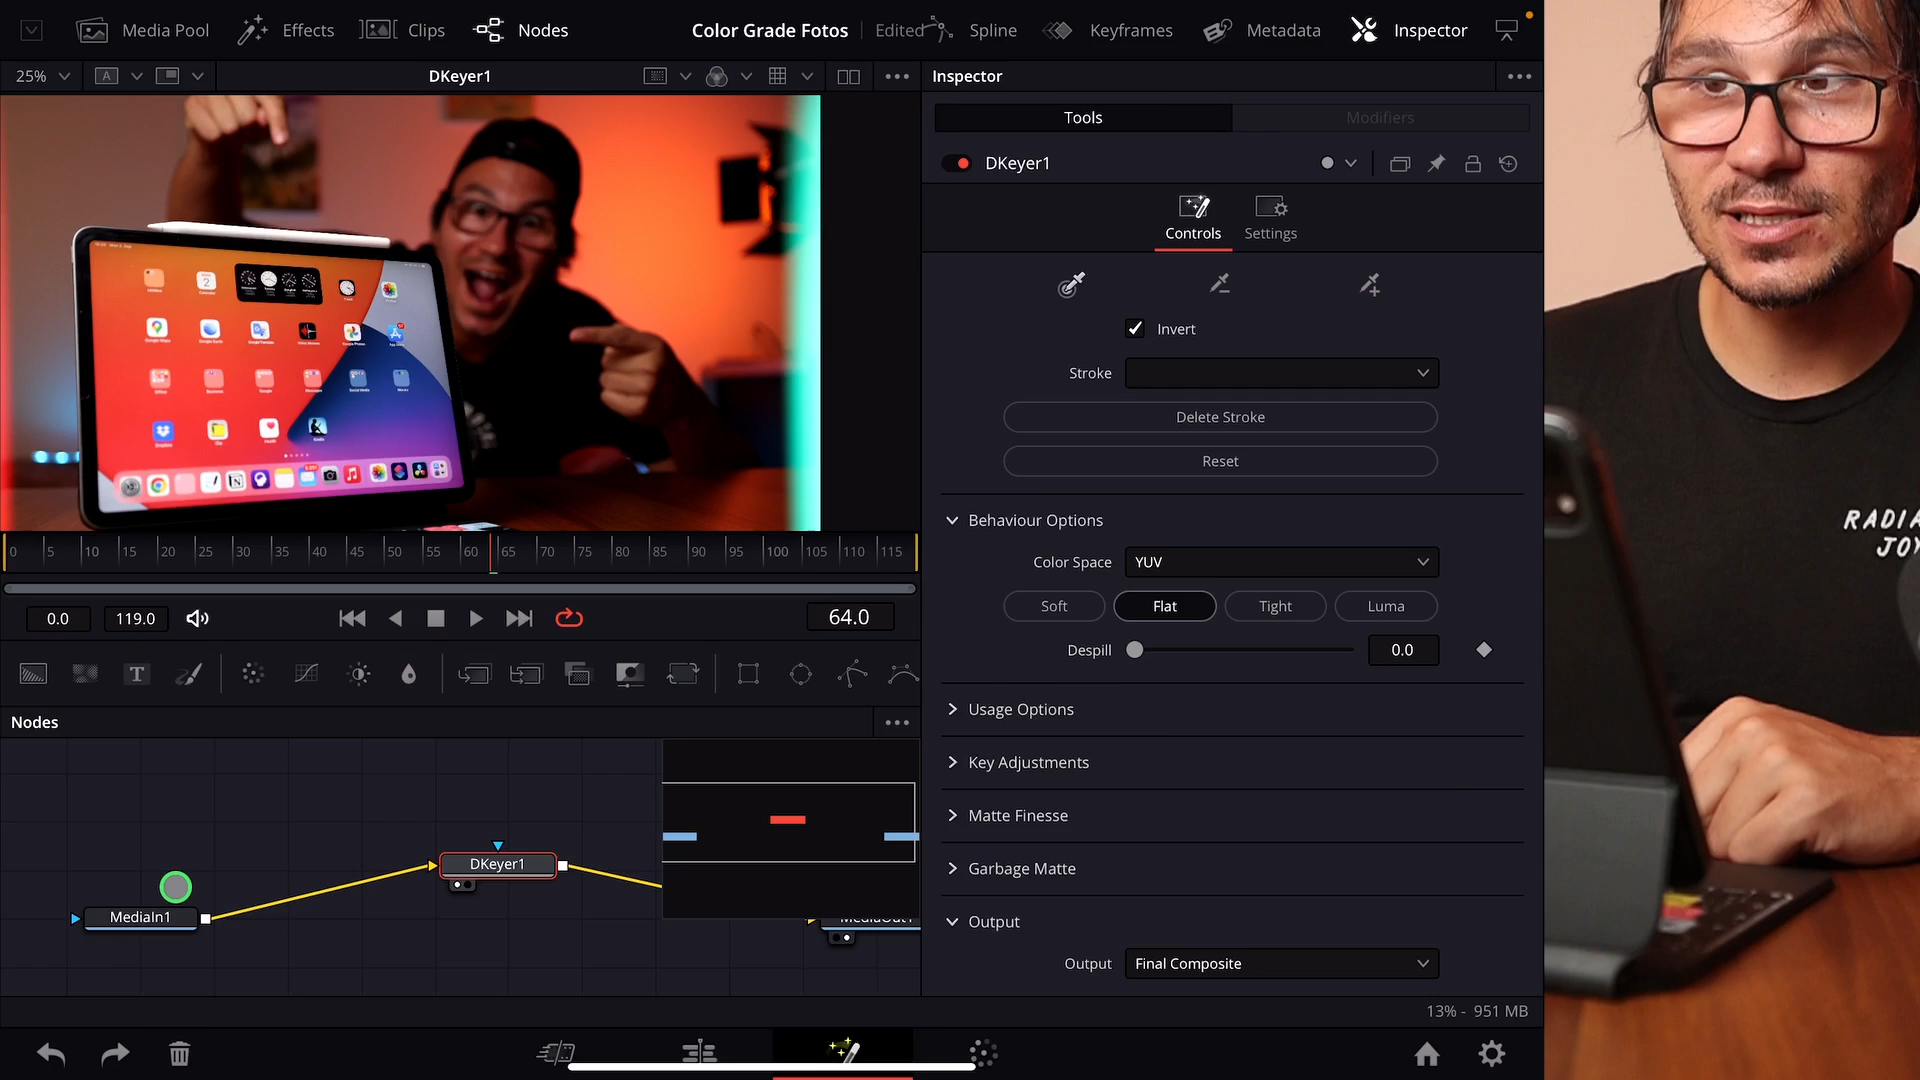 Media Pool
Effects
Clips
Nodes
Color Grade Fotos
Edited
Spline
Keyframes
Metadata
Inspector
25%
A
DKeyer1
Inspector
Tools
Modifiers
DKeyer1
Controls
Settings
Invert
Stroke
Delete Stroke
Reset
Behaviour Options
Color Space
YUV
Soft
Flat
Tight
Luma
Despill
0.0
0 5 10 15 20 25 30 35 40 45 50 55 60 65 70 75 80 85 90 95 100 105 110 115
0.0
119.0
64.0
T
Nodes
Usage Options
Key Adjustments
Matte Finesse
Garbage Matte
Output
Output
Final Composite
DKeyer1
MediaIn1
MediaOut1
13% - 951 MB